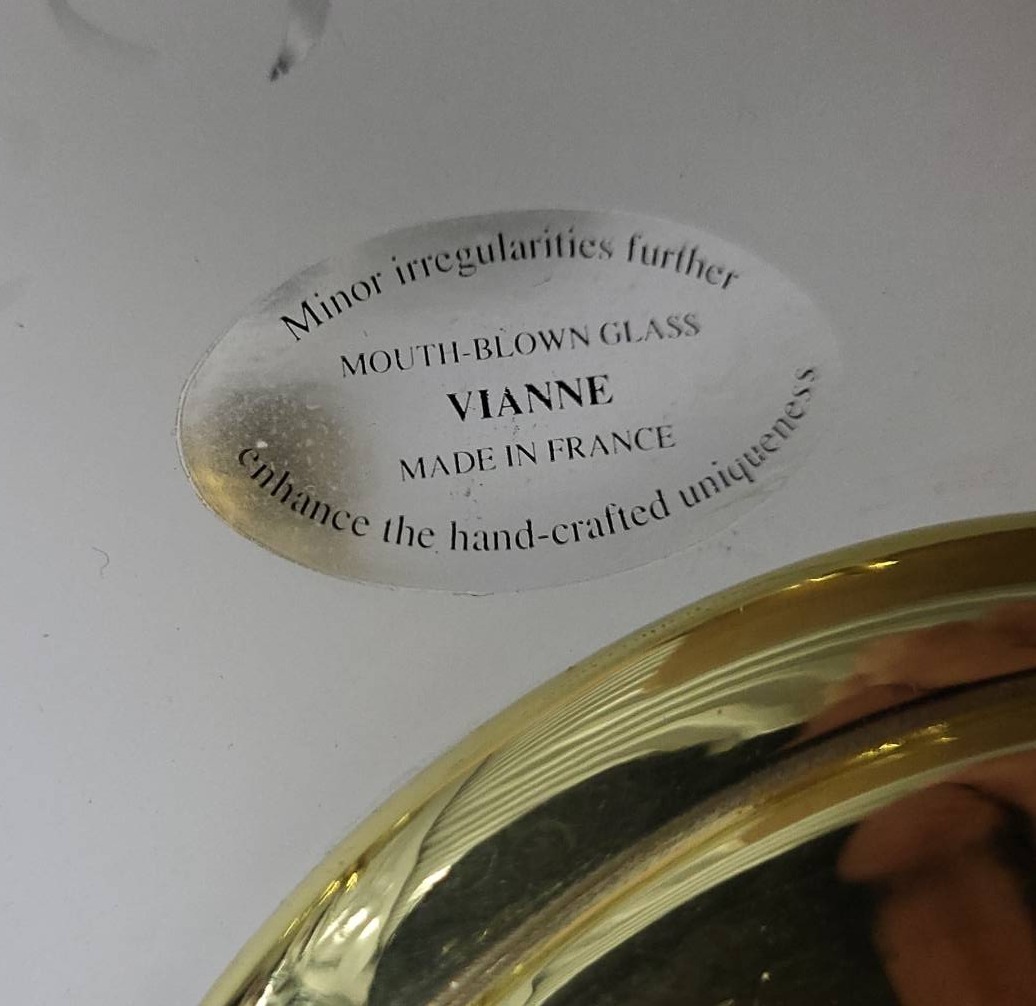 Minor irregularities further
MOUTH-BLOWN GLASS
VIANNE
MADE IN FRANCE
enhance the hand-crafted uniqueness